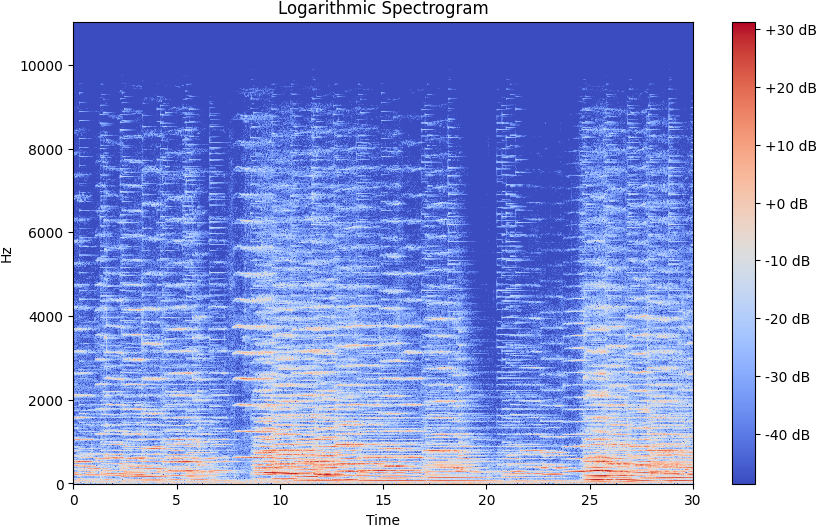 Logarithmic Spectrogram
Hz
10000
8000
6000
4000
2000
0
0 5 10 15 20 25 30
Time
+30 dB
+20 dB
+10 dB
+0 dB
-10 dB
-20 dB
-30 dB
-40 dB